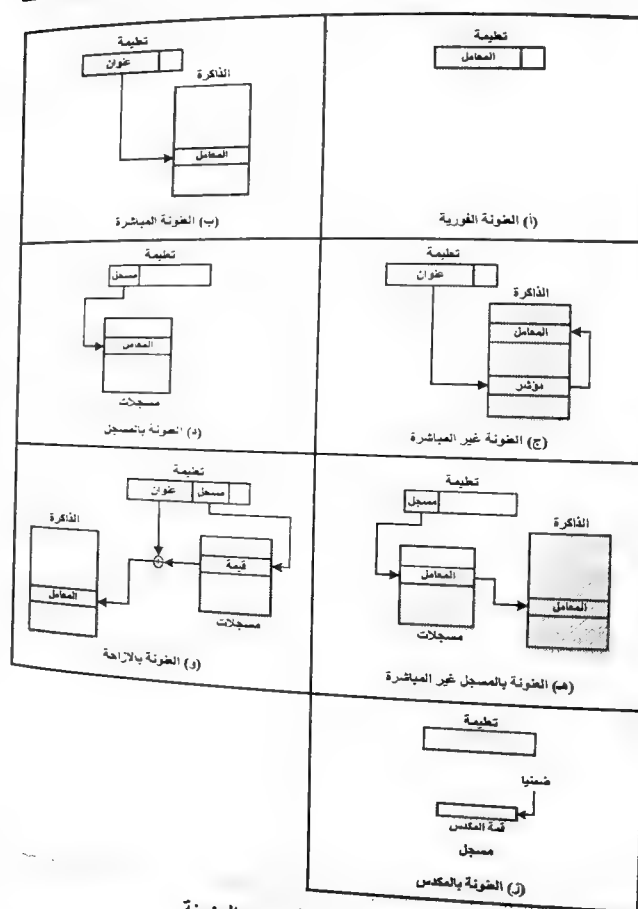 تعليمة
المعامل
(أ) العنونة الفورية
تعليمة
عنوان
الذاكرة
المعامل
(ب) العنونة المباشرة
تعليمة
عنوان
الذاكرة
المعامل
مؤشر
(ج) العنونة غير المباشرة
تعليمة
مسجل
المعامل
مسجلات
(د) العنونة بالمسجل
تعليمة
مسجل
الذاكرة
المعامل
المعامل
مسجلات
(هـ) العنونة بالمسجل غير المباشرة
تعليمة
عنوان مسجل
الذاكرة
قيمة
المعامل
مسجلات
(و) العنونة بالازاحة
تعليمة
ضمنيا
قمة المكدس
مسجل
(ز) العنونة بالمكدس
العنونة